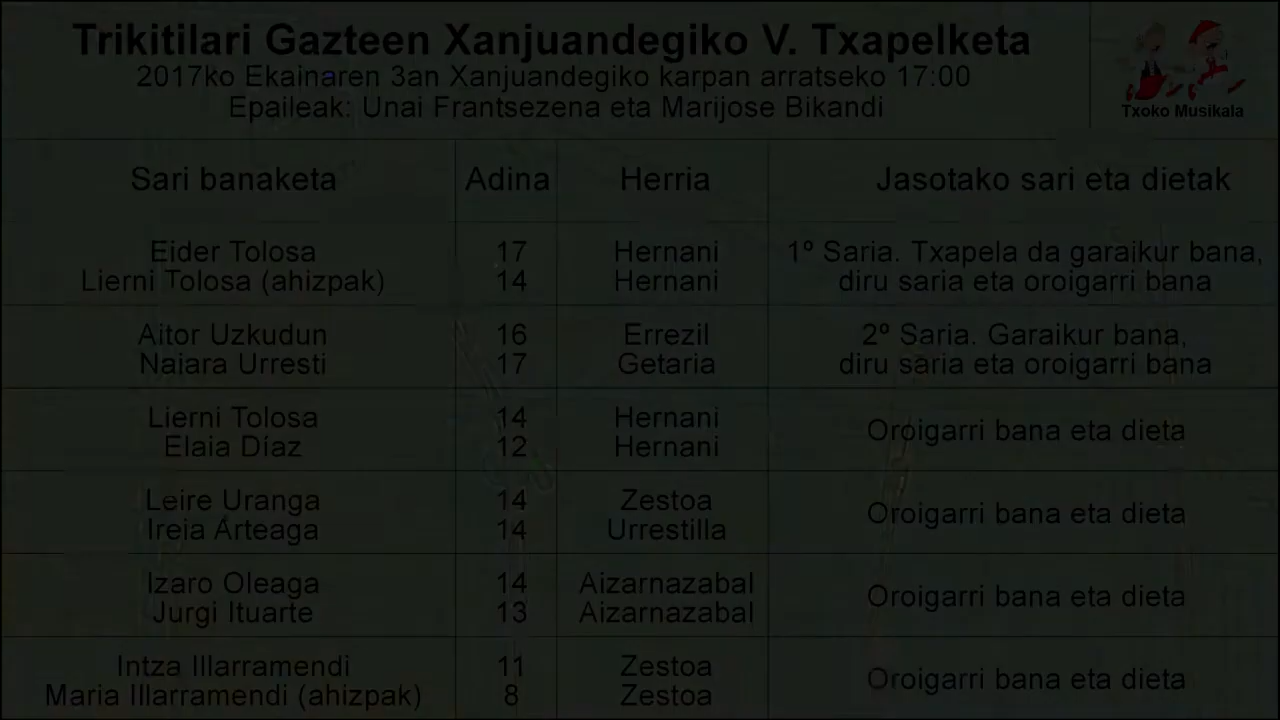 Trikitilari Gazteen Xanjuandegiko V. Txapelketa
2017ko Ekainaren 3an Xanjuandegiko karpan arratseko 17:00
Epaileak: Unai Frantsezena eta Marijose Bikandi
Txoko Musikala
Sari banaketa Adina Herria Jasotako sari eta dietak
Eider Tolosa 17 Hernani 1º Saria. Txapela da garaikur bana,
Lierni Tolosa (ahizpak) 14 Hernani diru saria eta oroigarri bana
Aitor Uzkudun 16 Errezil 2º Saria. Garaikur bana,
Naiara Urresti 17 Getaria diru saria eta oroigarri bana
Lierni Tolosa 14 Hernani
Elaia Díaz 12 Hernani
Oroigarri bana eta dieta
Leire Uranga 14 Zestoa
Ireia Arteaga 14 Urrestilla
Oroigarri bana eta dieta
Izaro Oleaga 14 Aizarnazabal
Jurgi Ituarte 13 Aizarnazabal
Oroigarri bana eta dieta
Intza Illarramendi 11 Zestoa
Maria Illarramendi (ahizpak) 8 Zestoa
Oroigarri bana eta dieta